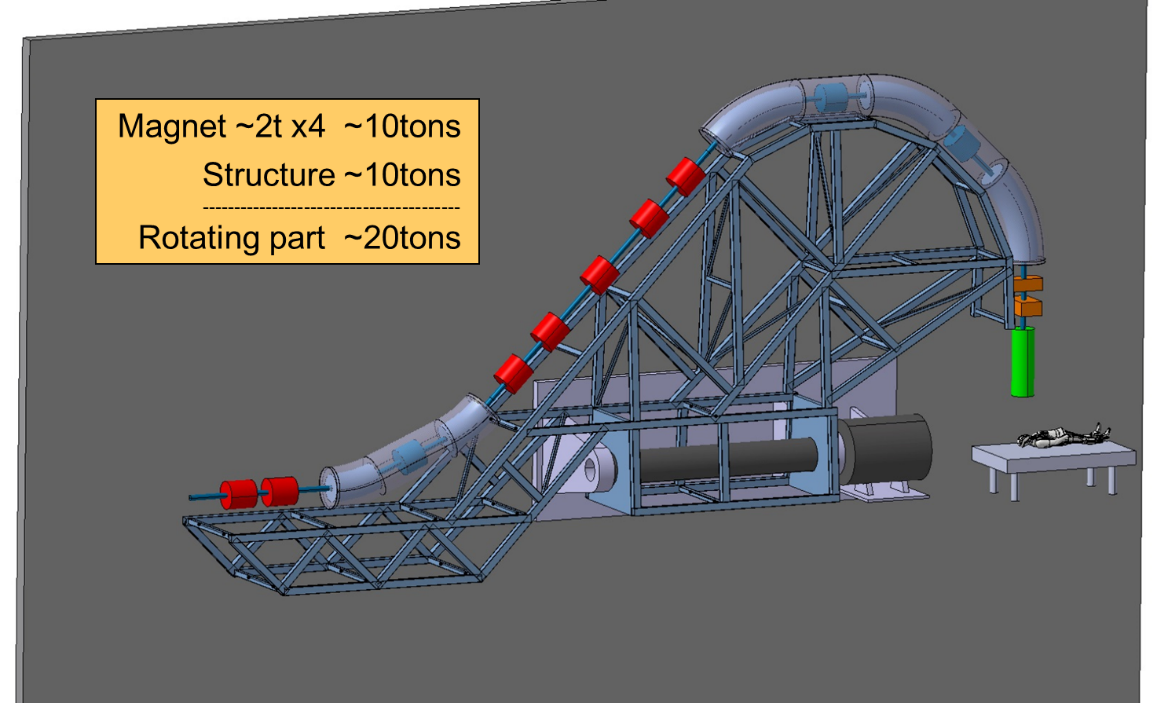 Magnet ~2t x4 ~10tons
Structure ~10tons
----------------------------------------
Rotating part ~20tons